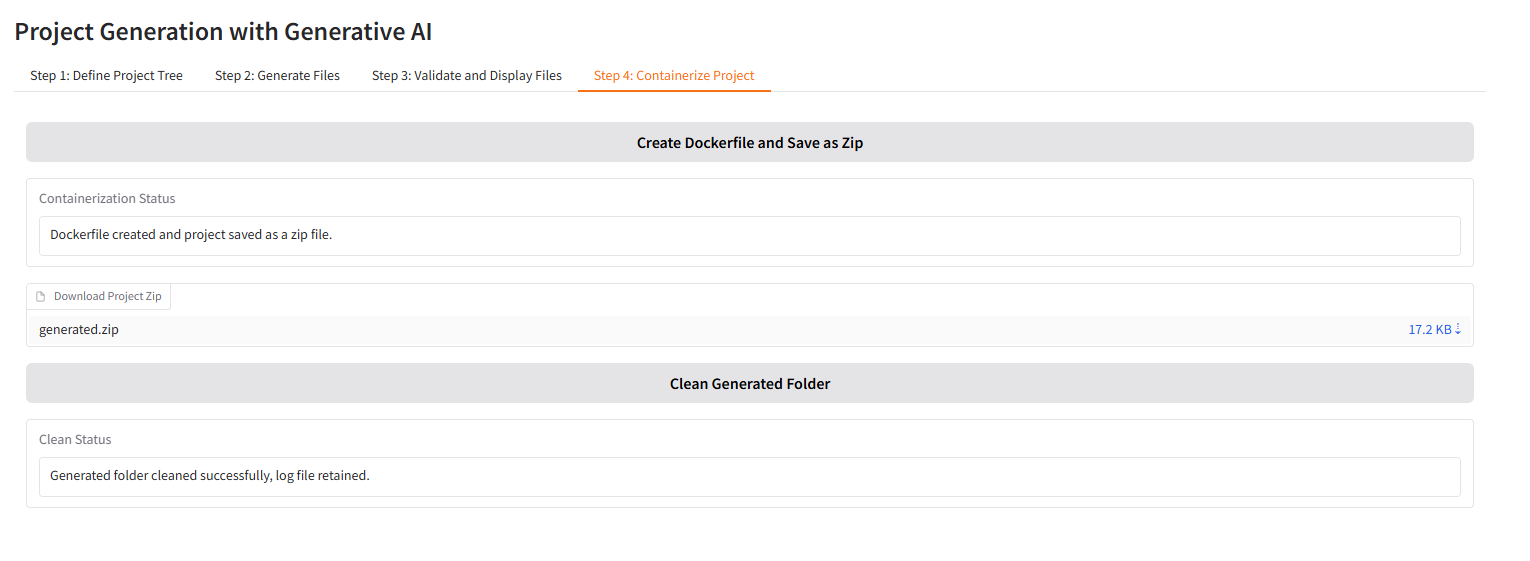 Project Generation with Generative AI
Step 1: Define Project Tree Step 2: Generate Files Step 3: Validate and Display Files Step 4: Containerize Project
Create Dockerfile and Save as Zip
Containerization Status
Dockerfile created and project saved as a zip file.
Download Project Zip
generated.zip 17.2 KB ⇣
Clean Generated Folder
Clean Status
Generated folder cleaned successfully, log file retained.